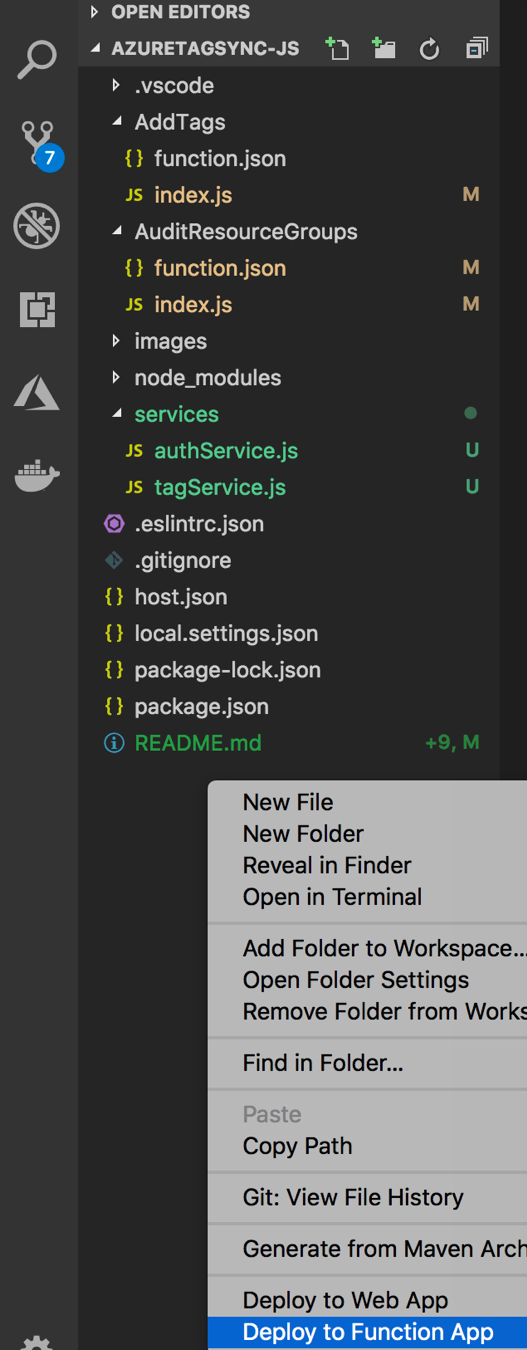 OPEN EDITORS
AZURETAGSYNC-JS
.vscode
AddTags
{} function.json
JS index.js M
AuditResourceGroups
{} function.json M
JS index.js M
images
node_modules
services
JS authService.js U
JS tagService.js U
.eslintrc.json
.gitignore
{} host.json
{} local.settings.json
{} package-lock.json
{} package.json
README.md +9, M
7
New File
New Folder
Reveal in Finder
Open in Terminal
Add Folder to Workspace...
Open Folder Settings
Remove Folder from Works
Find in Folder...
Paste
Copy Path
Git: View File History
Generate from Maven Arch
Deploy to Web App
Deploy to Function App